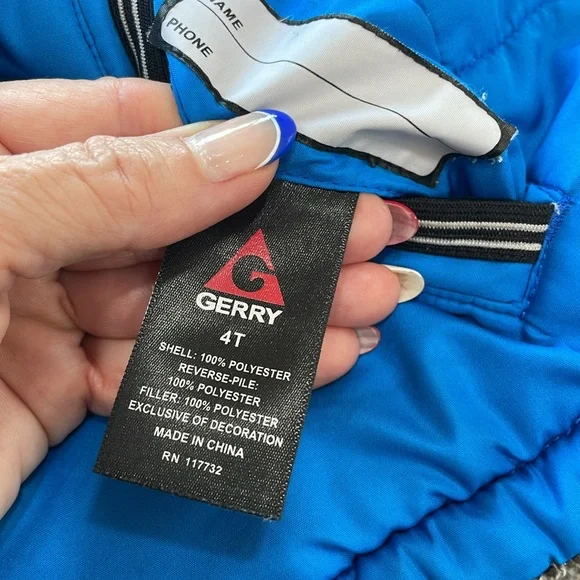 NAME
PHONE
GERRY
4T
SHELL: 100% POLYESTER
REVERSE-PILE:
100% POLYESTER
FILLER: 100% POLYESTER
EXCLUSIVE OF DECORATION
MADE IN CHINA
RN 117732